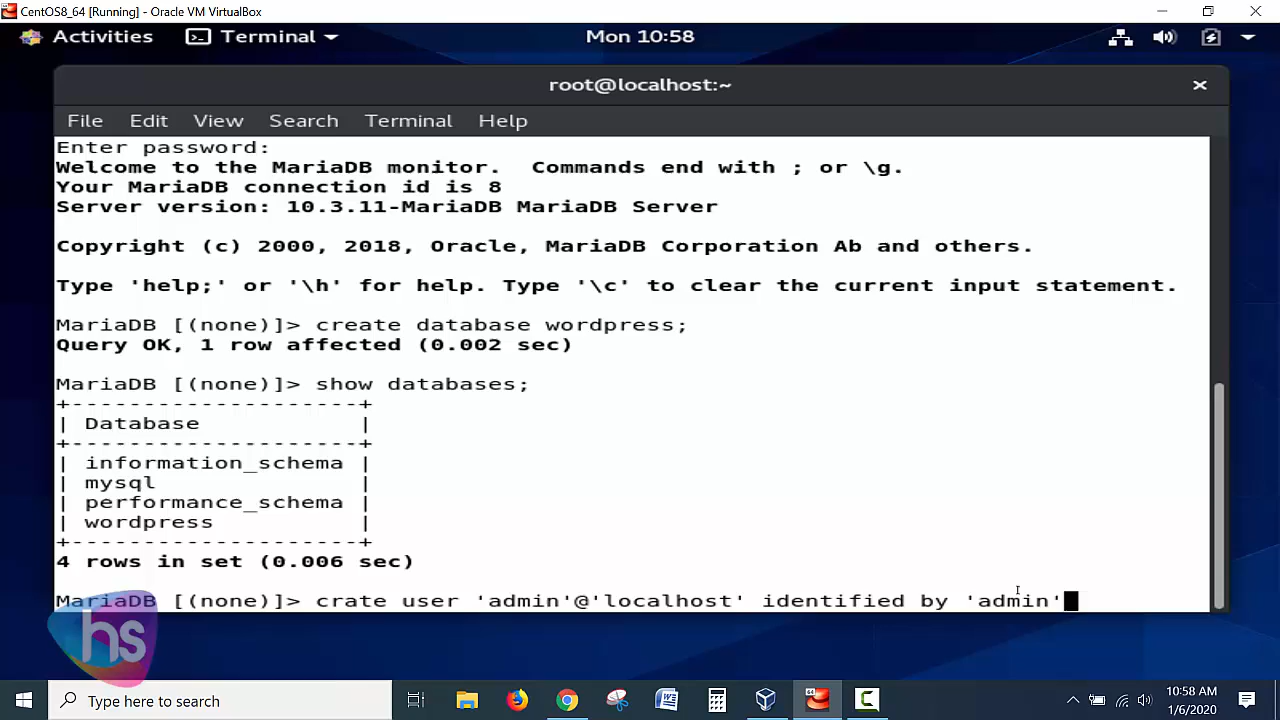 CentOS8_64 [Running] - Oracle VM VirtualBox
Activities Terminal Mon 10:58
root@localhost:~
File Edit View Search Terminal Help
Enter password:
Welcome to the MariaDB monitor.  Commands end with ; or \g.
Your MariaDB connection id is 8
Server version: 10.3.11-MariaDB MariaDB Server
Copyright (c) 2000, 2018, Oracle, MariaDB Corporation Ab and others.
Type 'help;' or '\h' for help. Type '\c' to clear the current input statement.
MariaDB [(none)]> create database wordpress;
Query OK, 1 row affected (0.002 sec)
MariaDB [(none)]> show databases;
+--------------------+
| Database           |
+--------------------+
| information_schema |
| mysql              |
| performance_schema |
| wordpress          |
+--------------------+
4 rows in set (0.006 sec)
MariaDB [(none)]> crate user 'admin'@'localhost' identified by 'admin'
hs
Type here to search
10:58 AM
1/6/2020